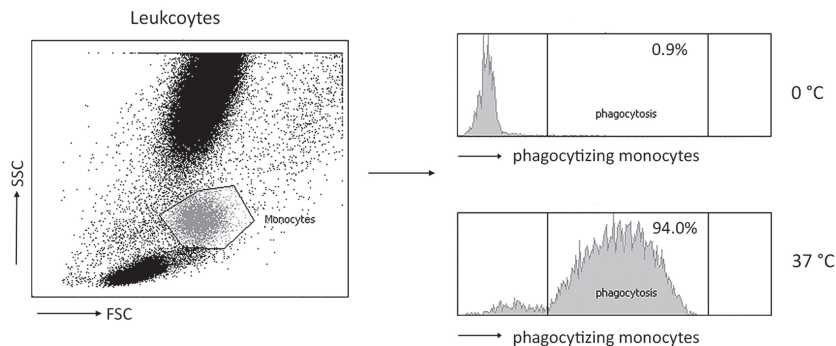 Leukcoytes
SSC
Monocytes
FSC
0.9%
phagocytosis
0 °C
phagocytizing monocytes
94.0%
phagocytosis
37 °C
phagocytizing monocytes